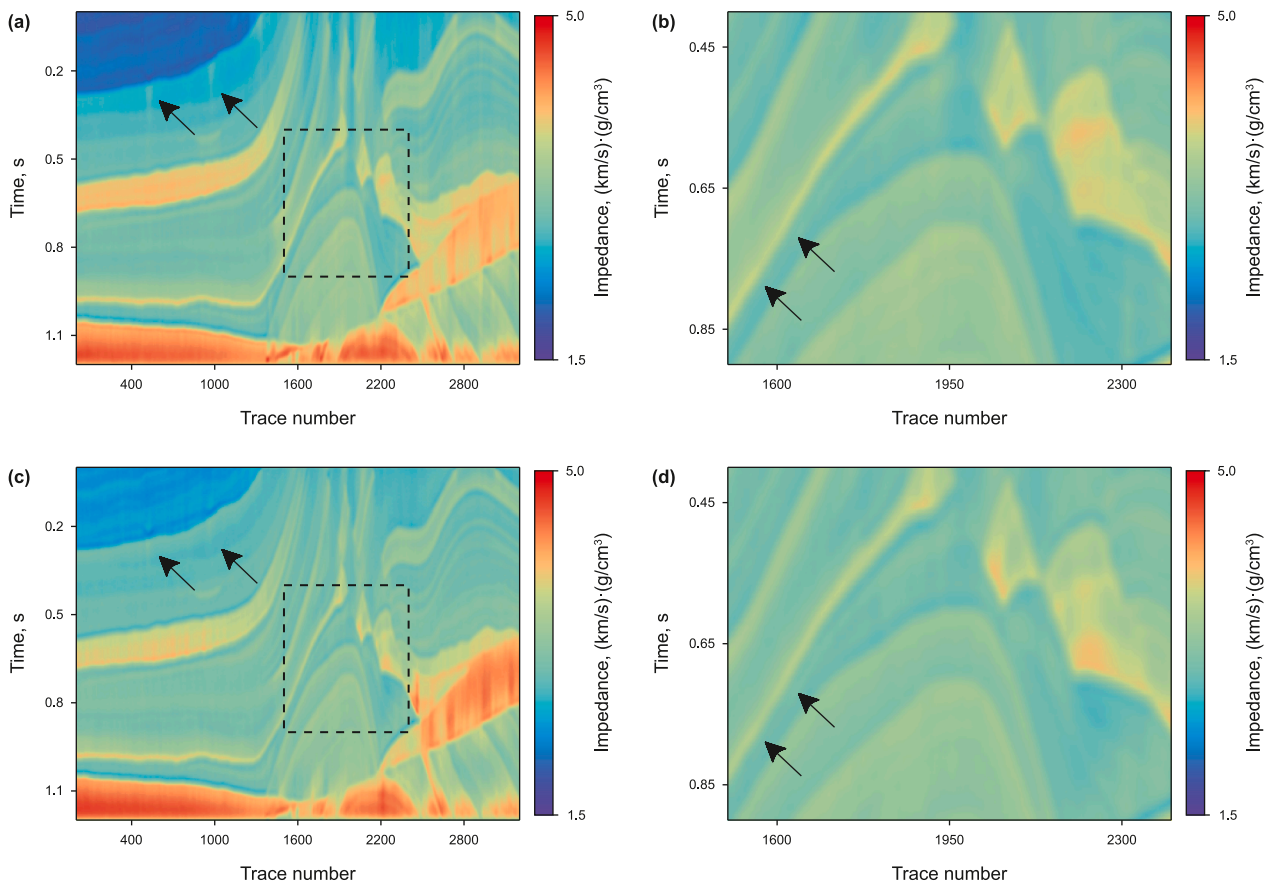 (a)
5.0
0.2
0.5
0.8
1.1
Time, s
400
1000
1600
2200
2800
Trace number
Impedance, (km/s)·(g/cm³)
1.5
(b)
5.0
0.45
0.65
0.85
Time, s
1600
1950
2300
Trace number
Impedance, (km/s)·(g/cm³)
1.5
(c)
5.0
0.2
0.5
0.8
1.1
Time, s
400
1000
1600
2200
2800
Trace number
Impedance, (km/s)·(g/cm³)
1.5
(d)
5.0
0.45
0.65
0.85
Time, s
1600
1950
2300
Trace number
Impedance, (km/s)·(g/cm³)
1.5